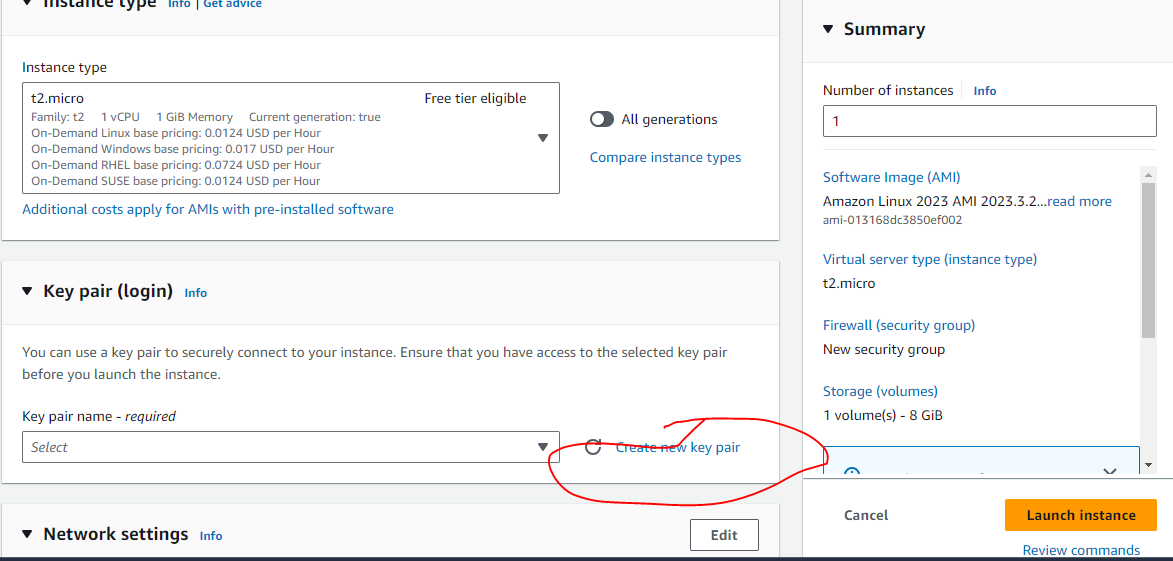 Instance type Info | Get advice
Instance type
t2.micro Free tier eligible
Family: t2 1 vCPU 1 GiB Memory Current generation: true
On-Demand Linux base pricing: 0.0124 USD per Hour
On-Demand Windows base pricing: 0.017 USD per Hour
On-Demand RHEL base pricing: 0.0724 USD per Hour
On-Demand SUSE base pricing: 0.0124 USD per Hour
All generations
Compare instance types
Additional costs apply for AMIs with pre-installed software
Key pair (login) Info
You can use a key pair to securely connect to your instance. Ensure that you have access to the selected key pair
before you launch the instance.
Key pair name - required
Select
Create new key pair
Network settings Info
Edit
Summary
Number of instances Info
1
Software Image (AMI)
Amazon Linux 2023 AMI 2023.3.2...read more
ami-013168dc3850ef002
Virtual server type (instance type)
t2.micro
Firewall (security group)
New security group
Storage (volumes)
1 volume(s) - 8 GiB
Cancel
Launch instance
Review commands